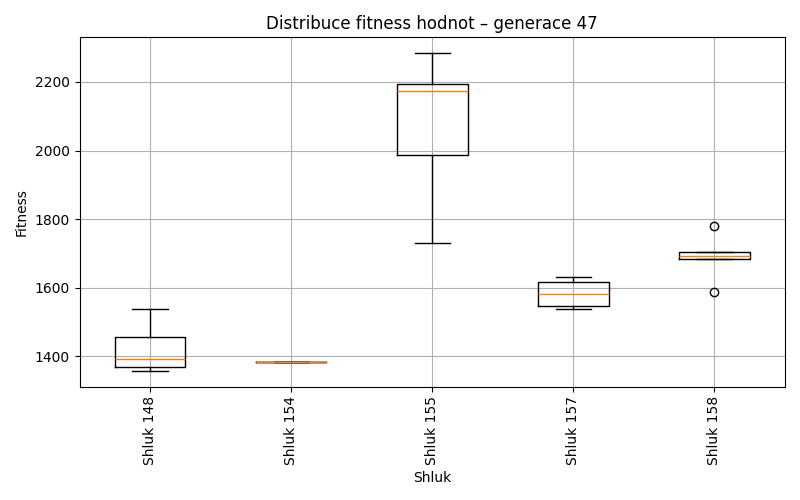 Distribuce fitness hodnot – generace 47
Fitness
2200
2000
1800
1600
1400
Shluk 148
Shluk 154
Shluk 155
Shluk 157
Shluk 158
Shluk